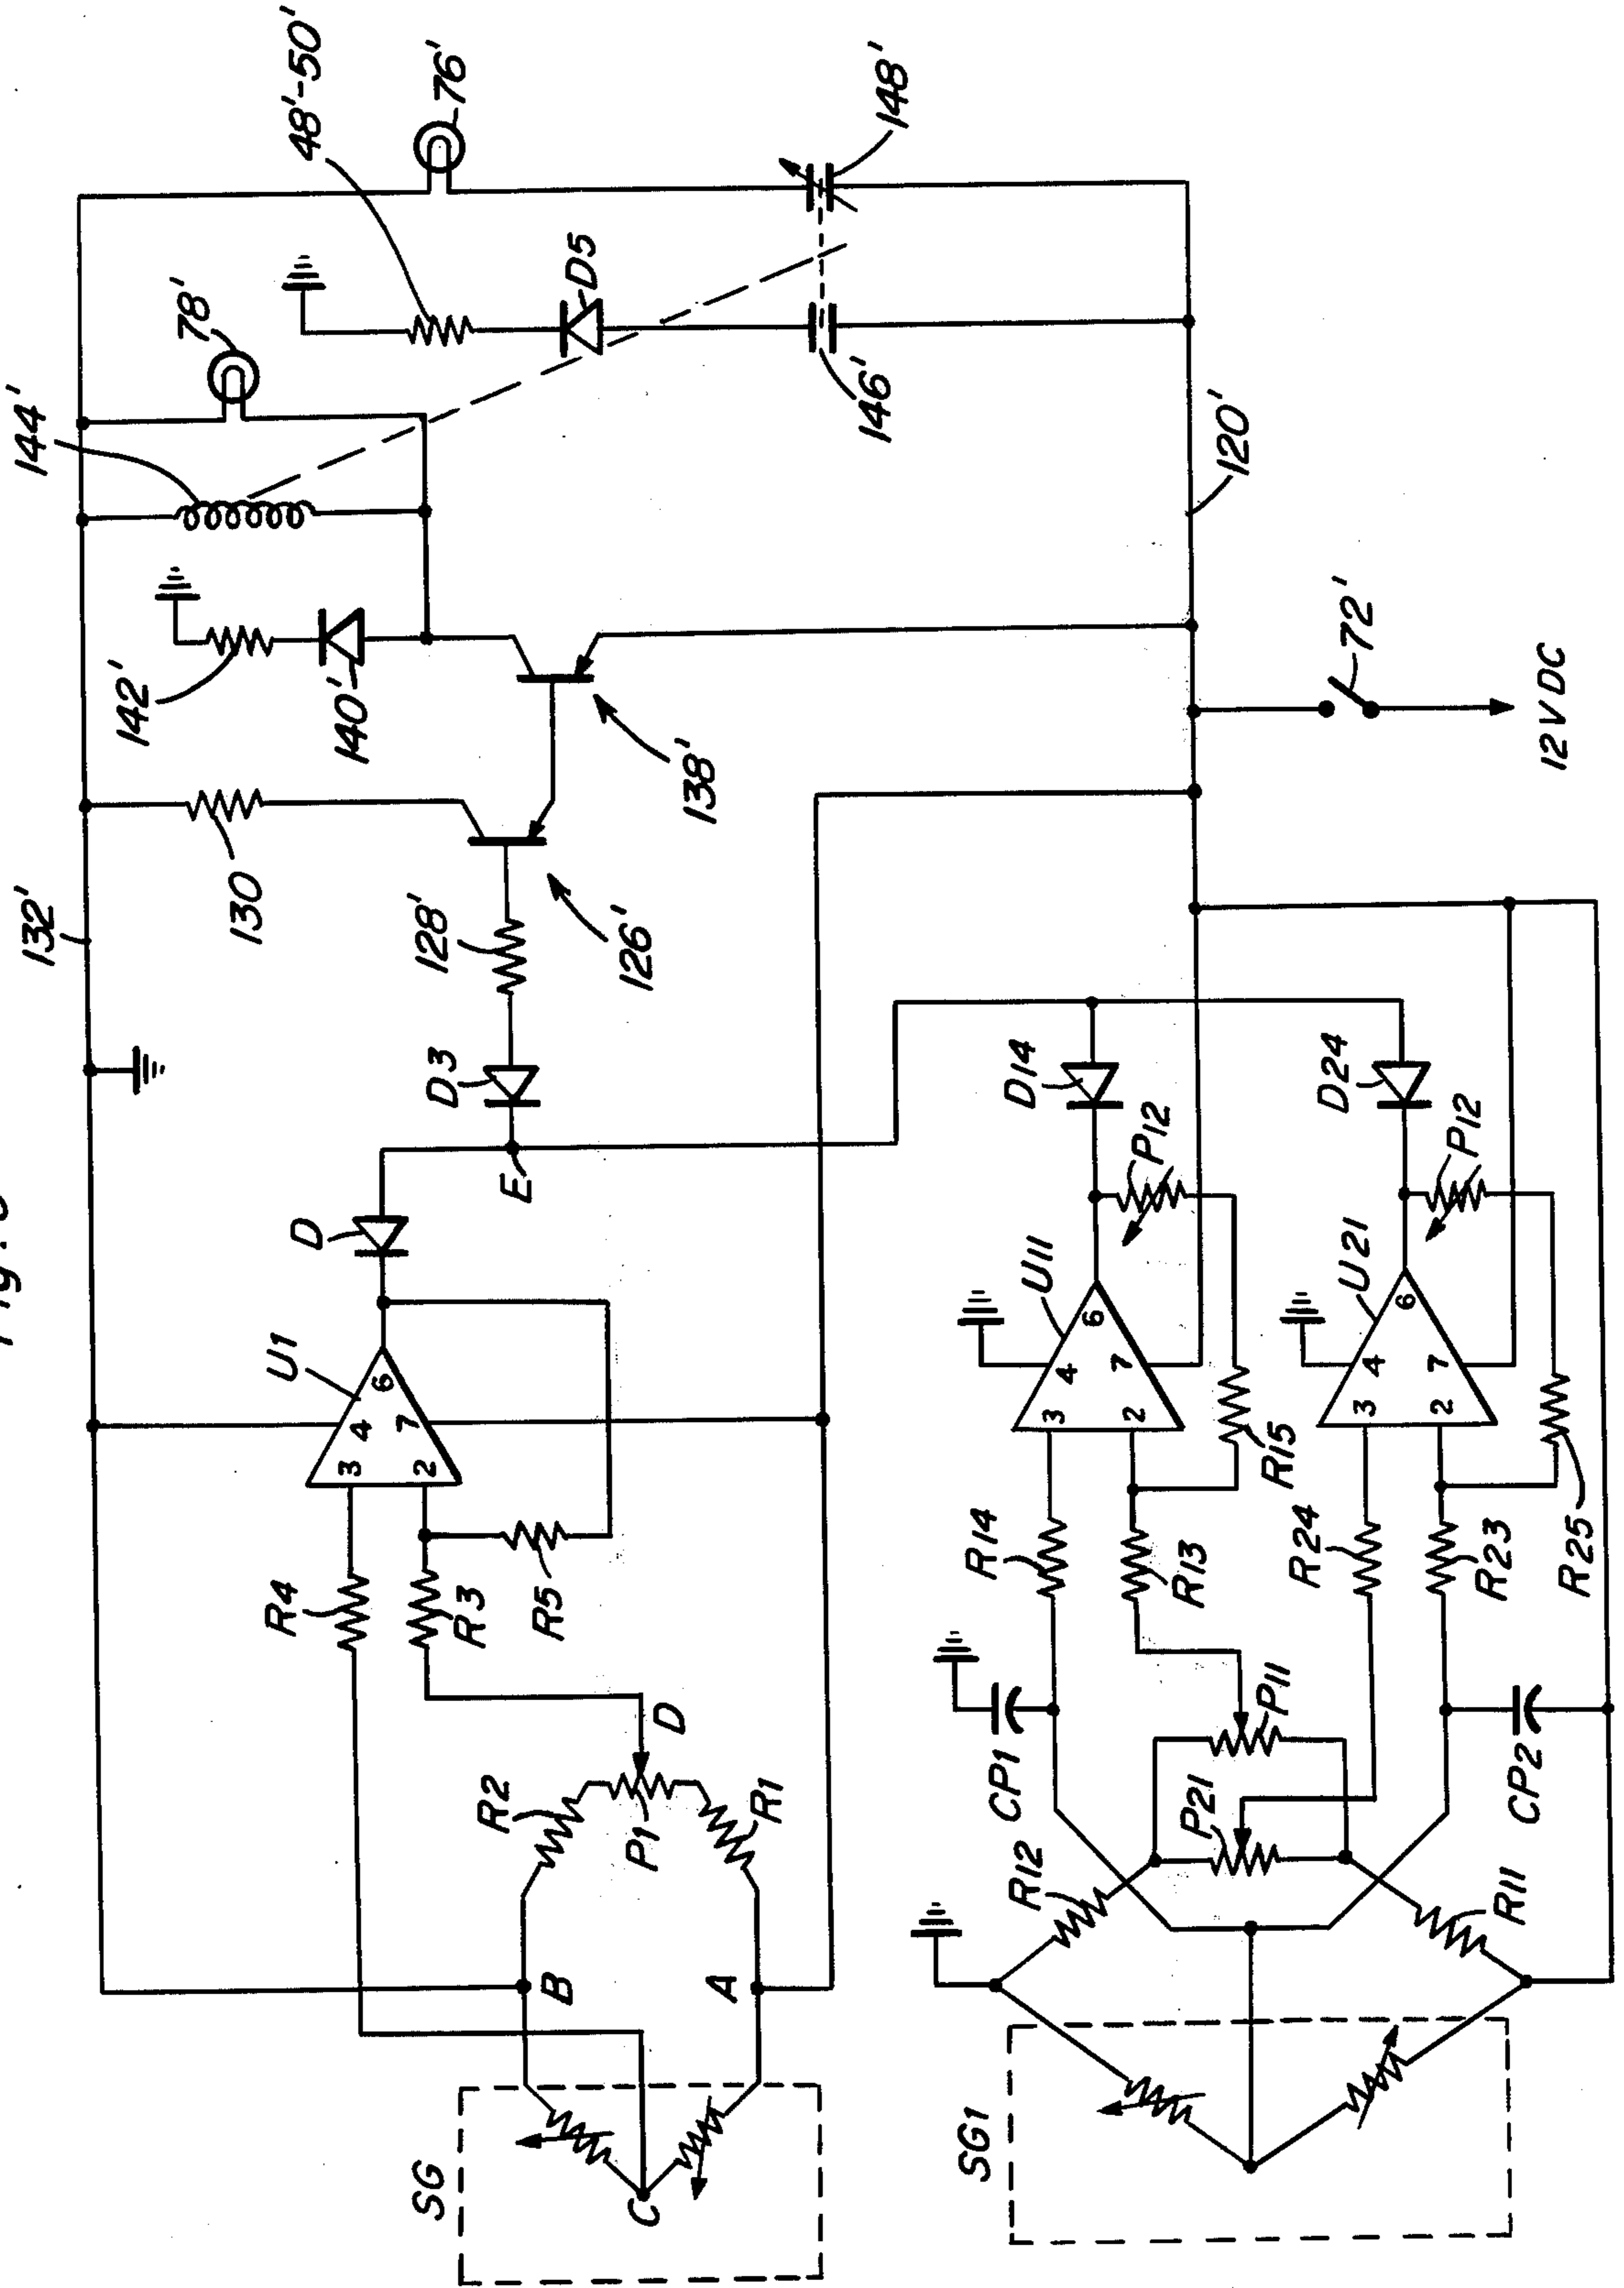 132'
144'
78'
48'-50'
76'
142'
140'
130
128'
126'
138'
D5
146'
148'
120'
72'
12 V DC
D3
E
D
U1
4
3
6
7
2
R4
R3
R5
D
P1
R2
R1
B
A
C
SG
D14
P12
U11
4
3
6
7
2
R14
R13
R15
D24
P12
U21
4
3
6
7
2
R24
R23
R25
CP1
P11
P21
CP2
R12
R11
SG1